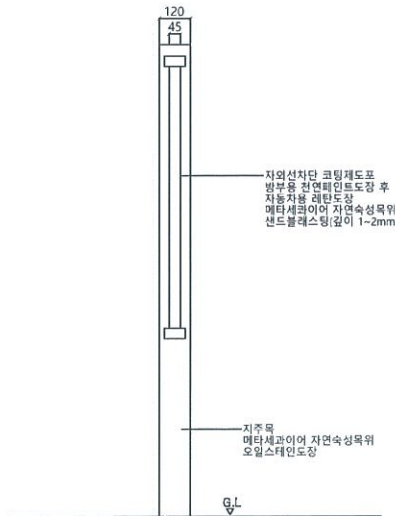 120
45
자외선차단 코팅제도포
방부용 천연페인트도장 후
자동차용 레탄도장
메타세콰이어 자연숙성목위
샌드블래스팅(깊이 1~2mm
지주목
메타세과이어 자연숙성목위
오일스테인도장
G.L